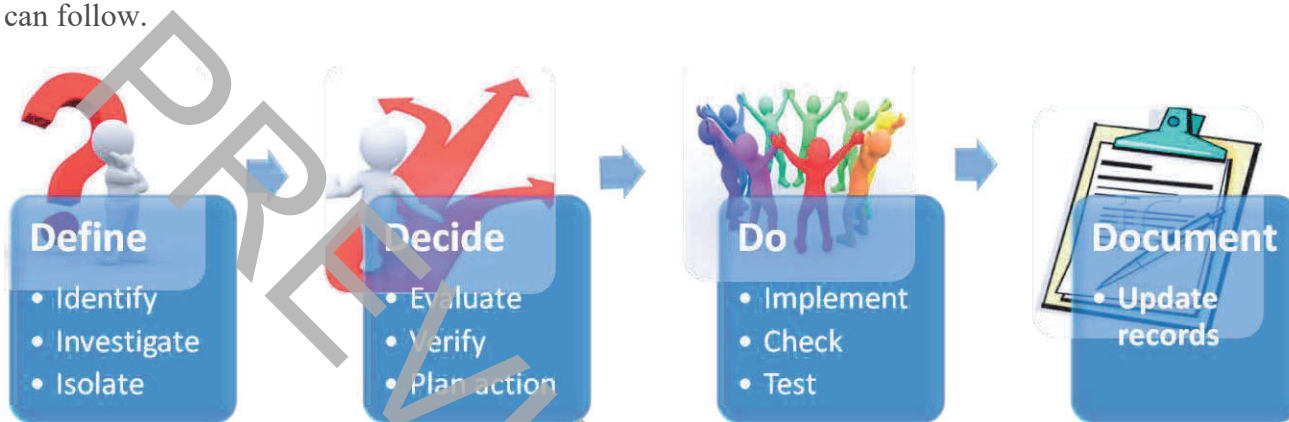 can follow.
Define
• Identify
• Investigate
• Isolate
Decide
• Evaluate
• Verify
• Plan action
Do
• Implement
• Check
• Test
Document
• Update
records